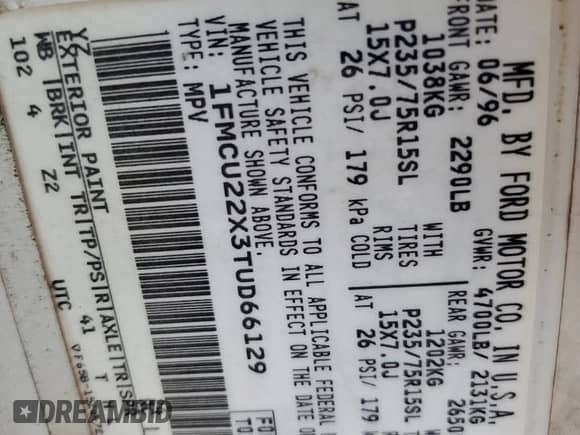 MFD. BY FORD MOTOR CO. IN U.S.A.
DATE: 06/96 GVWR: 4700LB/ 2131KG
FRONT GAWR: 2290LB REAR GAWR: 2650
1038KG WITH 1202KG
P235/75R15SL TIRES P235/75R15SL
15X7.0J RIMS 15X7.0J
AT 26 PSI/ 179 kPa COLD AT 26 PSI/ 179
THIS VEHICLE CONFORMS TO ALL APPLICABLE FEDERAL
VEHICLE SAFETY STANDARDS IN EFFECT ON THE DATE
MANUFACTURE SHOWN ABOVE.
VIN: 1FMCU22X3TUD66129
TYPE: MPV
EXTERIOR PAINT
YZ
WB |BRK|INT TR|TP/PS|R|AXLE|TR|SPR
102 4 Z2 41 T
UTC
DREAMBID